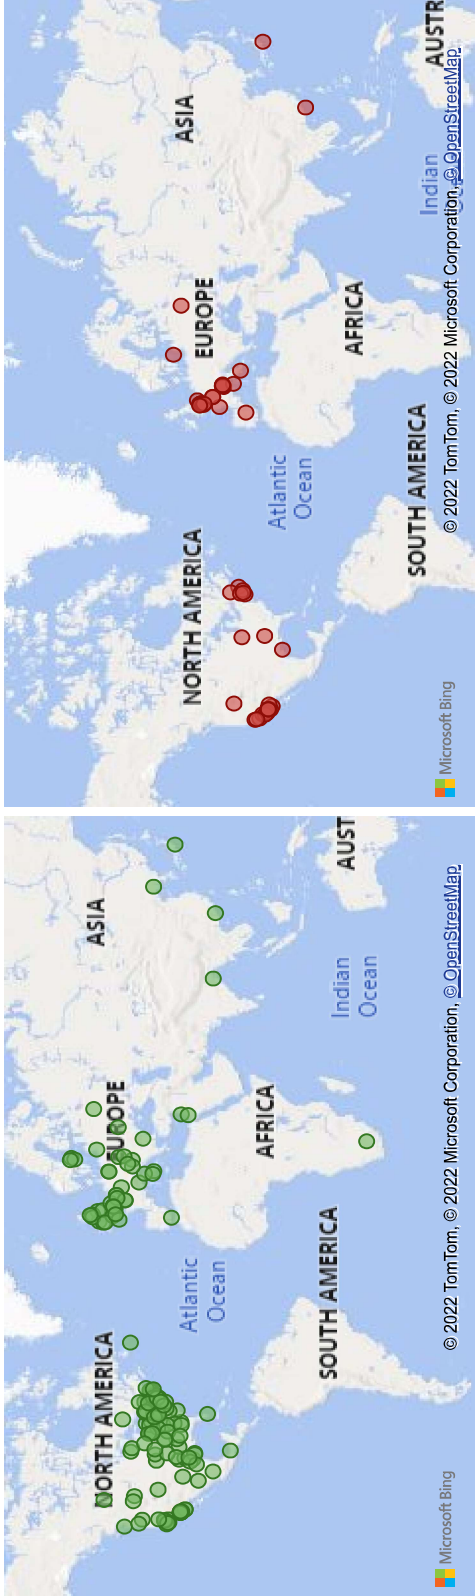 ASIA
AUSTR
EUROPE
NORTH AMERICA
Atlantic
Ocean
AFRICA
Indian
SOUTH AMERICA
Microsoft Bing
© 2022 TomTom, © 2022 Microsoft Corporation, © OpenStreetMap
ASIA
AUST
EUROPE
NORTH AMERICA
Atlantic
Ocean
AFRICA
Indian
Ocean
SOUTH AMERICA
Microsoft Bing
© 2022 TomTom, © 2022 Microsoft Corporation, © OpenStreetMap